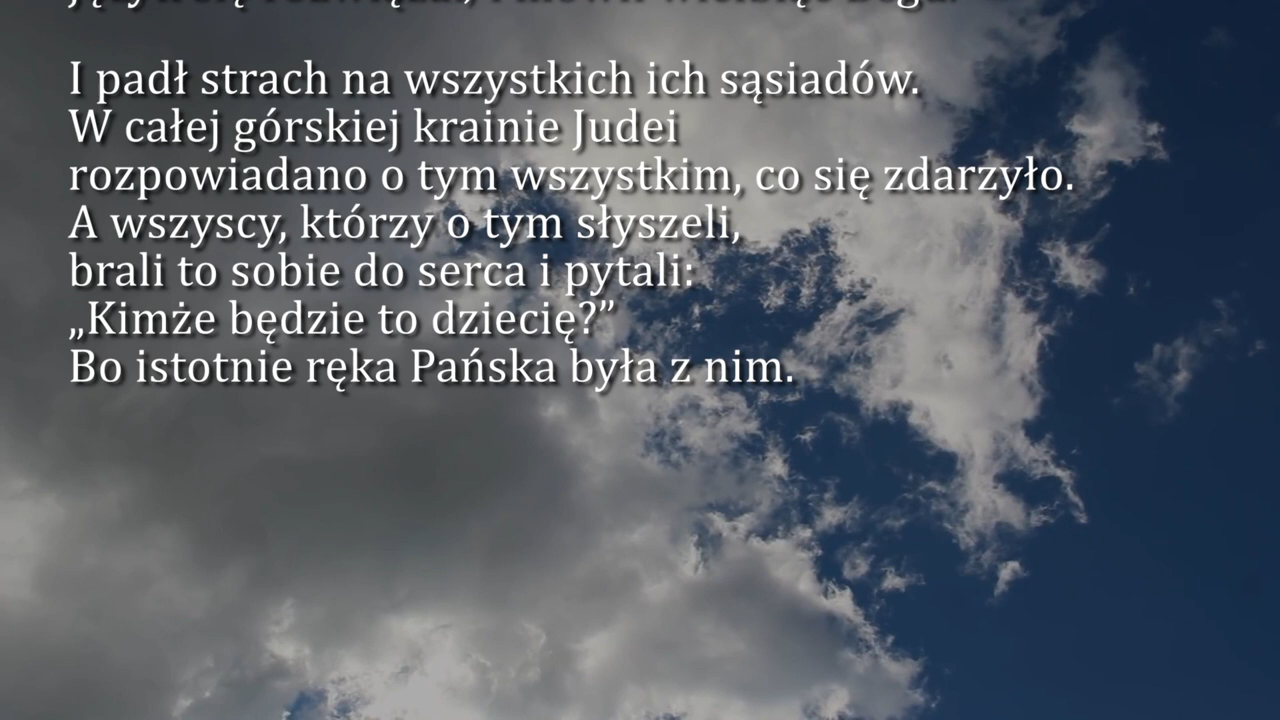 I padł strach na wszystkich ich sąsiadów.
W całej górskiej krainie Judei
rozpowiadano o tym wszystkim, co się zdarzyło.
A wszyscy, którzy o tym słyszeli,
brali to sobie do serca i pytali:
„Kimże będzie to dziecię?”
Bo istotnie ręka Pańska była z nim.